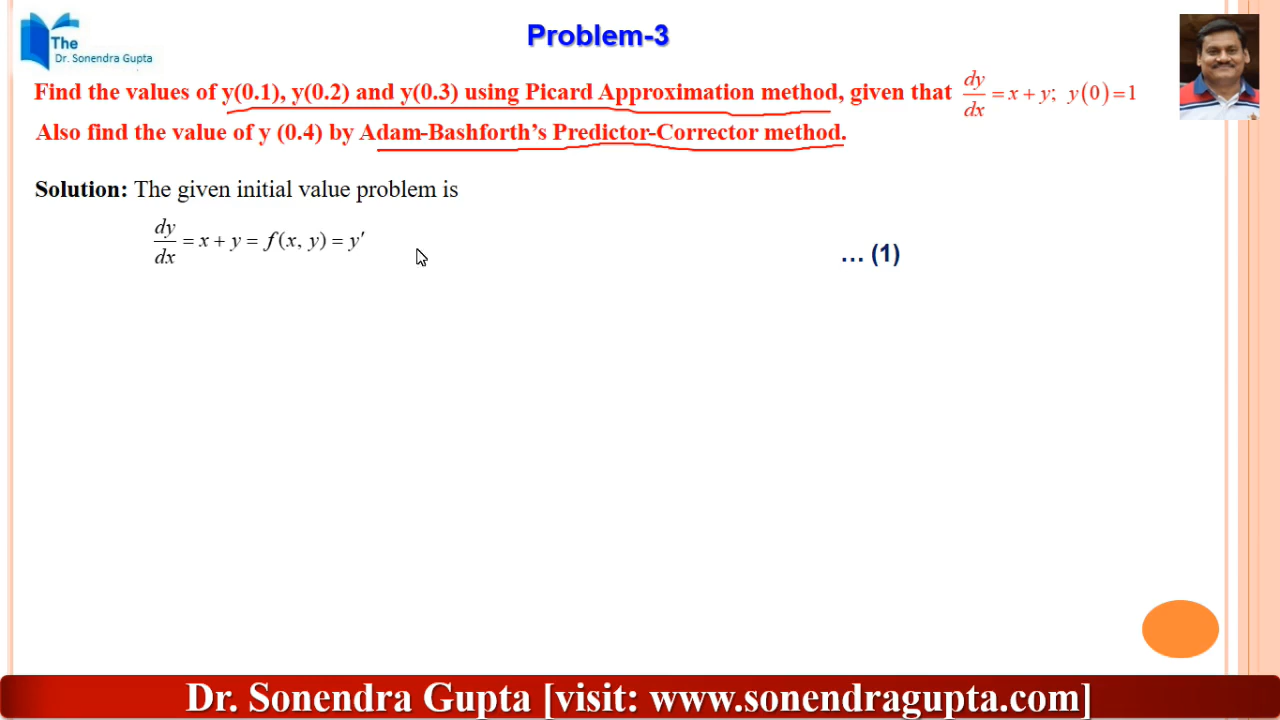 The
Dr. Sonendra Gupta
Problem-3
Find the values of y(0.1), y(0.2) and y(0.3) using Picard Approximation method, given that dy/dx = x + y; y(0) = 1
Also find the value of y (0.4) by Adam-Bashforth's Predictor-Corrector method.
Solution: The given initial value problem is
dy/dx = x + y = f(x, y) = y′ ... (1)
Dr. Sonendra Gupta [visit: www.sonendragupta.com]